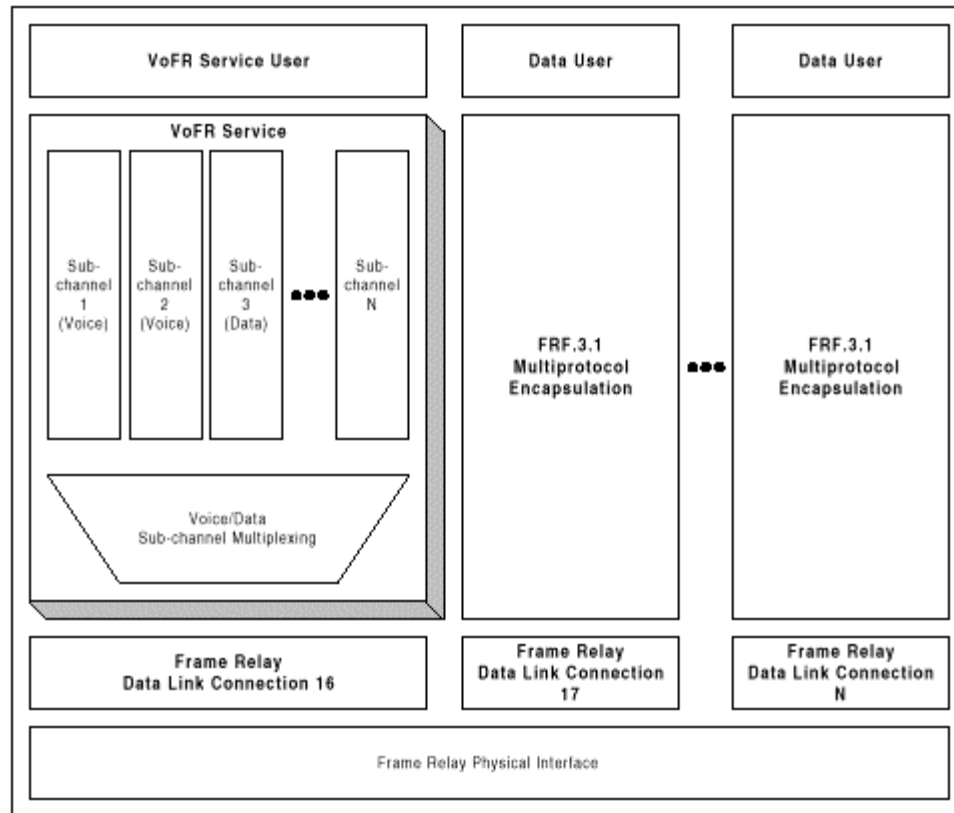 VoFR Service User
Data User
Data User
VoFR Service
Sub-
channel
1
(Voice)
Sub-
channel
2
(Voice)
Sub-
channel
3
(Data)
Sub-
channel
N
Voice/Data
Sub-channel Multiplexing
FRF.3.1
Multiprotocol
Encapsulation
FRF.3.1
Multiprotocol
Encapsulation
Frame Relay
Data Link Connection 16
Frame Relay
Data Link Connection
17
Frame Relay
Data Link Connection
N
Frame Relay Physical Interface